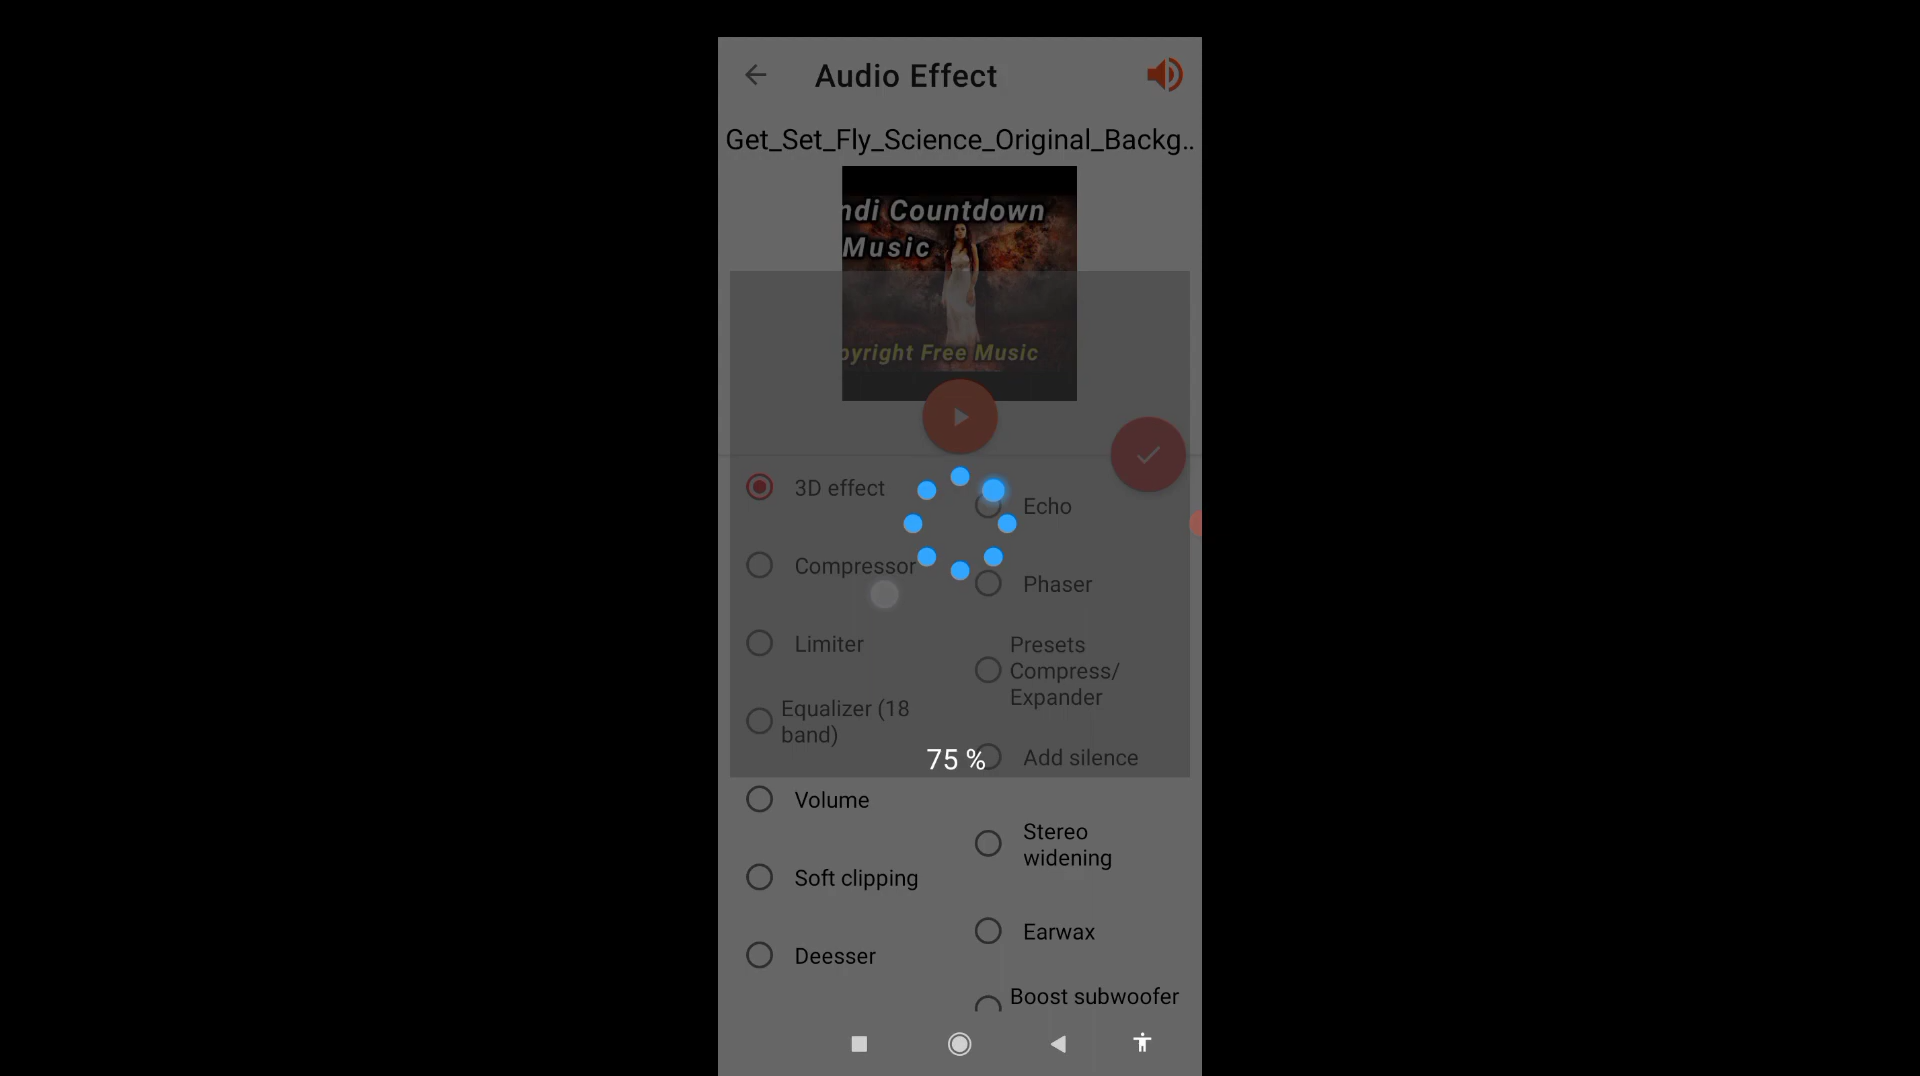 Audio Effect
Get_Set_Fly_Science_Original_Backg..
ndi Countdown
Music
pyright Free Music
3D effect
Echo
Compressor
Phaser
Limiter
Presets
Compress/
Expander
Equalizer (18
band)
75 %
Add silence
Volume
Stereo
widening
Soft clipping
Earwax
Deesser
Boost subwoofer